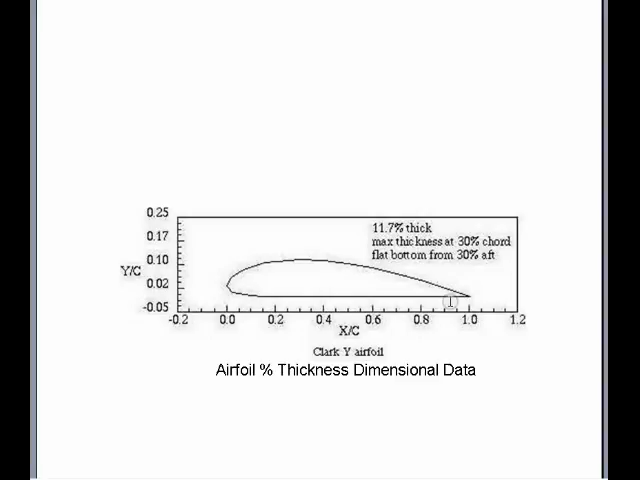 0.25
11.7% thick
0.17
max thickness at 30% chord
flat bottom from 30% aft
0.10
Y/C
0.02
-0.05
-0.2 0.0 0.2 0.4 0.6 0.8 1.0 1.2
X/C
Clark Y airfoil
Airfoil % Thickness Dimensional Data